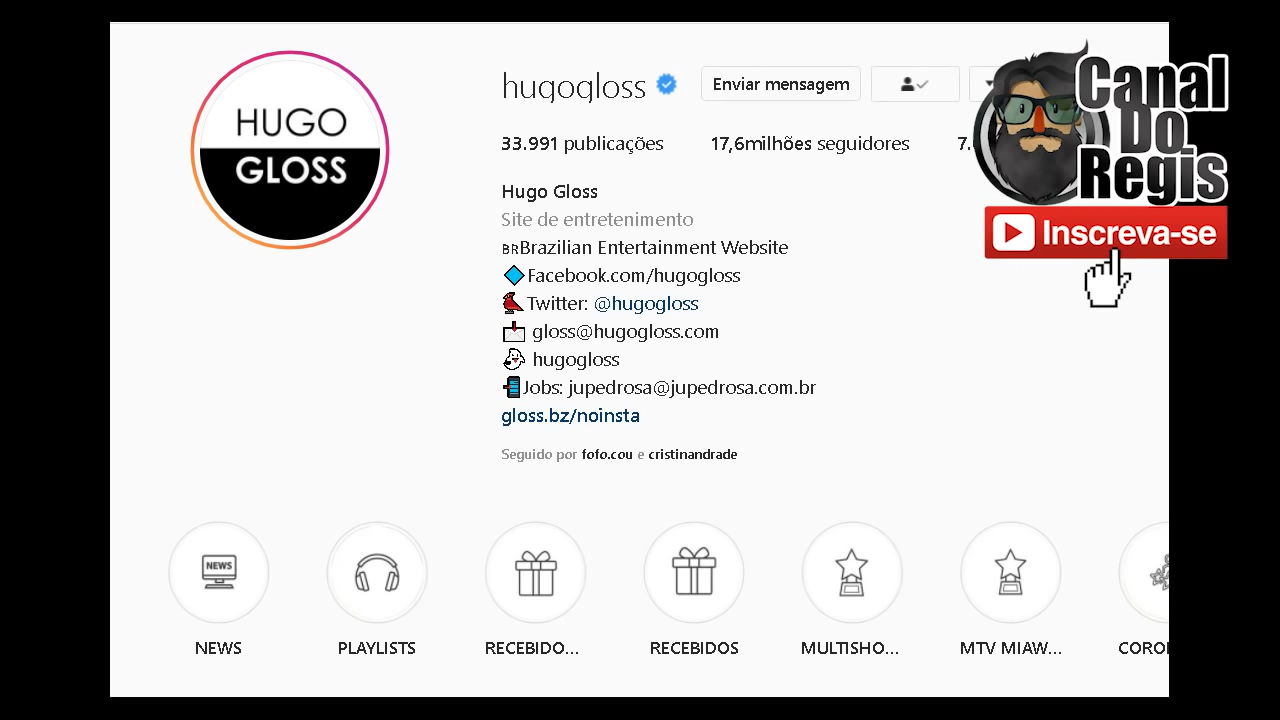 HUGO
GLOSS
hugogloss
Enviar mensagem
33.991 publicações
17,6milhões seguidores
7.
Hugo Gloss
Site de entretenimento
BRBrazilian Entertainment Website
Facebook.com/hugogloss
Twitter: @hugogloss
gloss@hugogloss.com
hugogloss
Jobs: jupedrosa@jupedrosa.com.br
gloss.bz/noinsta
Seguido por fofo.cou e cristinandrade
NEWS
NEWS
PLAYLISTS
RECEBIDO...
RECEBIDOS
MULTISHO...
MTV MIAW...
Canal
Do
Regis
Inscreva-se